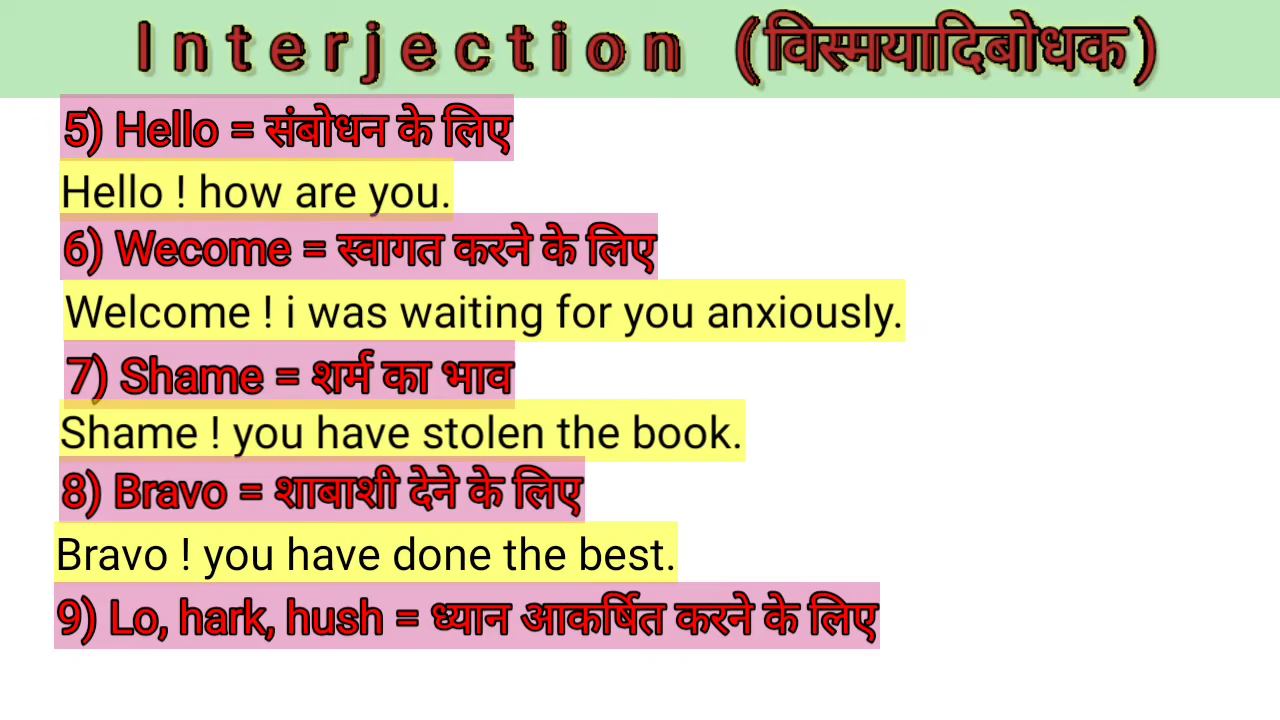 Interjection (विस्मयादिबोधक)
5) Hello = संबोधन के लिए
Hello ! how are you.
6) Wecome = स्वागत करने के लिए
Welcome ! i was waiting for you anxiously.
7) Shame = शर्म का भाव
Shame ! you have stolen the book.
8) Bravo = शाबाशी देने के लिए
Bravo ! you have done the best.
9) Lo, hark, hush = ध्यान आकर्षित करने के लिए